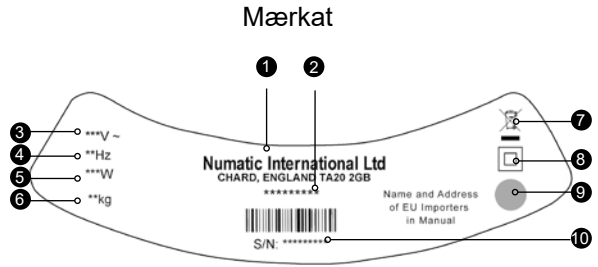 Mærkat
1 2
3 ***V ~
4 **Hz
5 ***W
6 **kg
Numatic International Ltd
CHARD, ENGLAND TA20 2GB
*********
S/N: *********
Name and Address
of EU Importers
in Manual
7
8
9
10